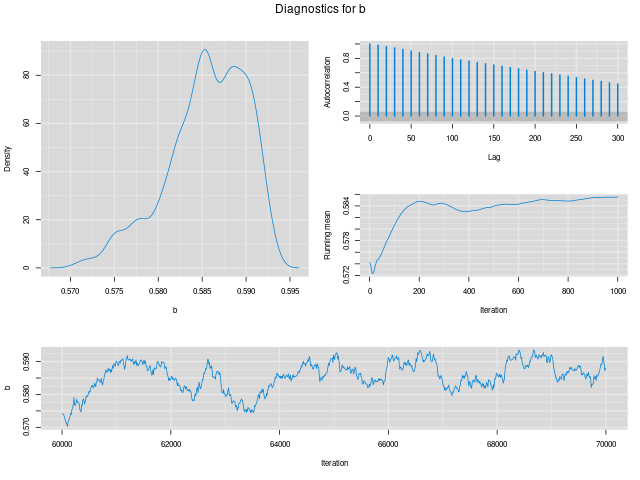 Diagnostics for b
Density
0 20 40 60 80
0.570 0.575 0.580 0.585 0.590 0.595
b
Autocorrelation
0.0 0.4 0.8
0 50 100 150 200 250 300
Lag
Running mean
0.572 0.578 0.584
0 200 400 600 800 1000
Iteration
b
0.570 0.580 0.590
60000 62000 64000 66000 68000 70000
Iteration